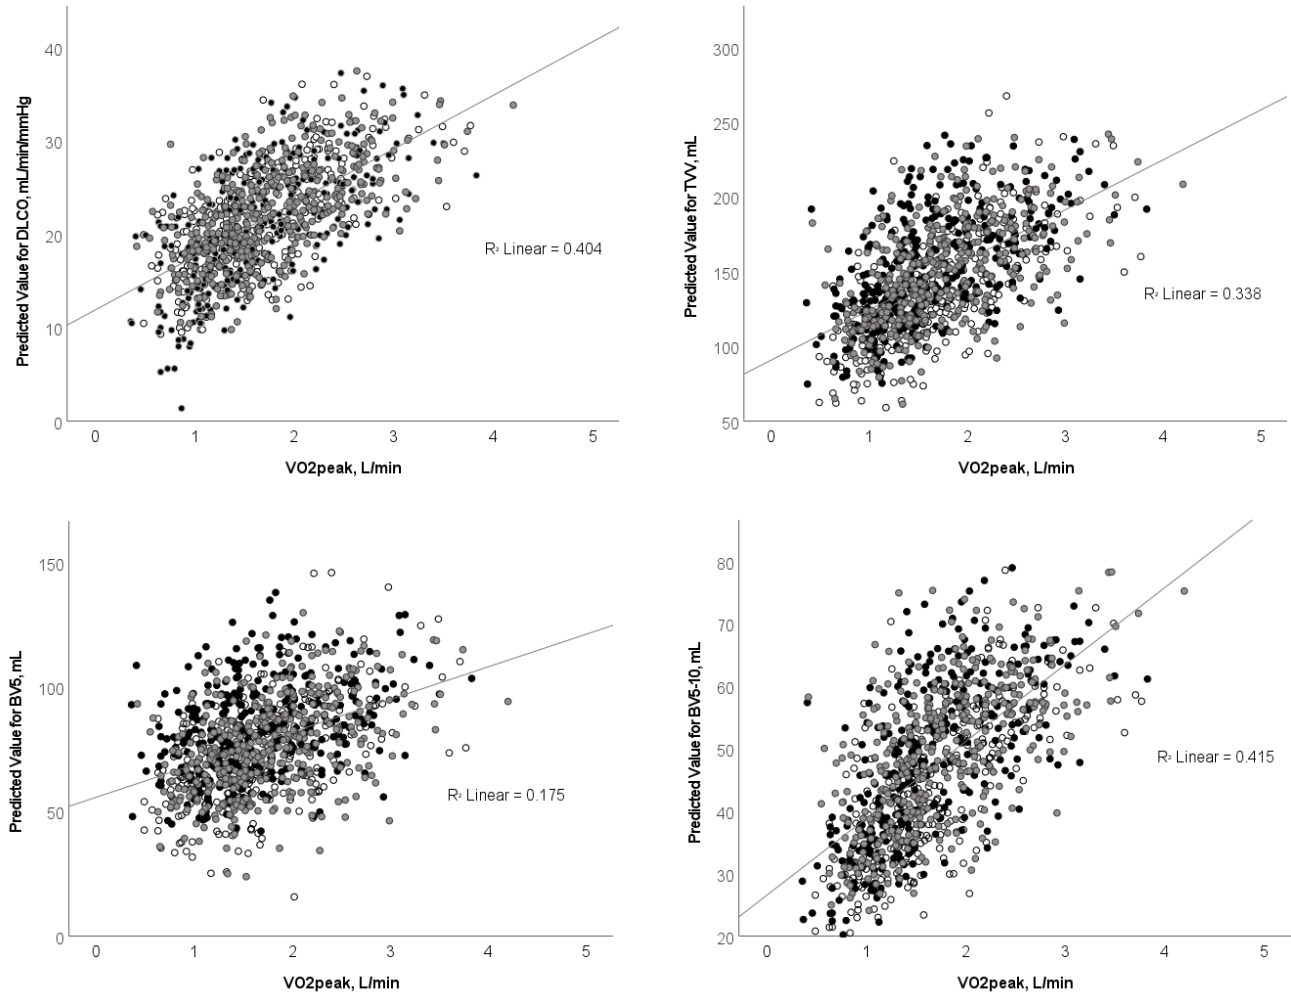 Predicted Value for DLCO, mL/min/mmHg
40
30
20
10
0
R² Linear = 0.404
0 1 2 3 4 5
VO2peak, L/min
Predicted Value for TVV, mL
300
250
200
150
100
50
R² Linear = 0.338
0 1 2 3 4 5
VO2peak, L/min
Predicted Value for BV5, mL
150
100
50
0
R² Linear = 0.175
0 1 2 3 4 5
VO2peak, L/min
Predicted Value for BV5-10, mL
80
70
60
50
40
30
20
R² Linear = 0.415
0 1 2 3 4 5
VO2peak, L/min